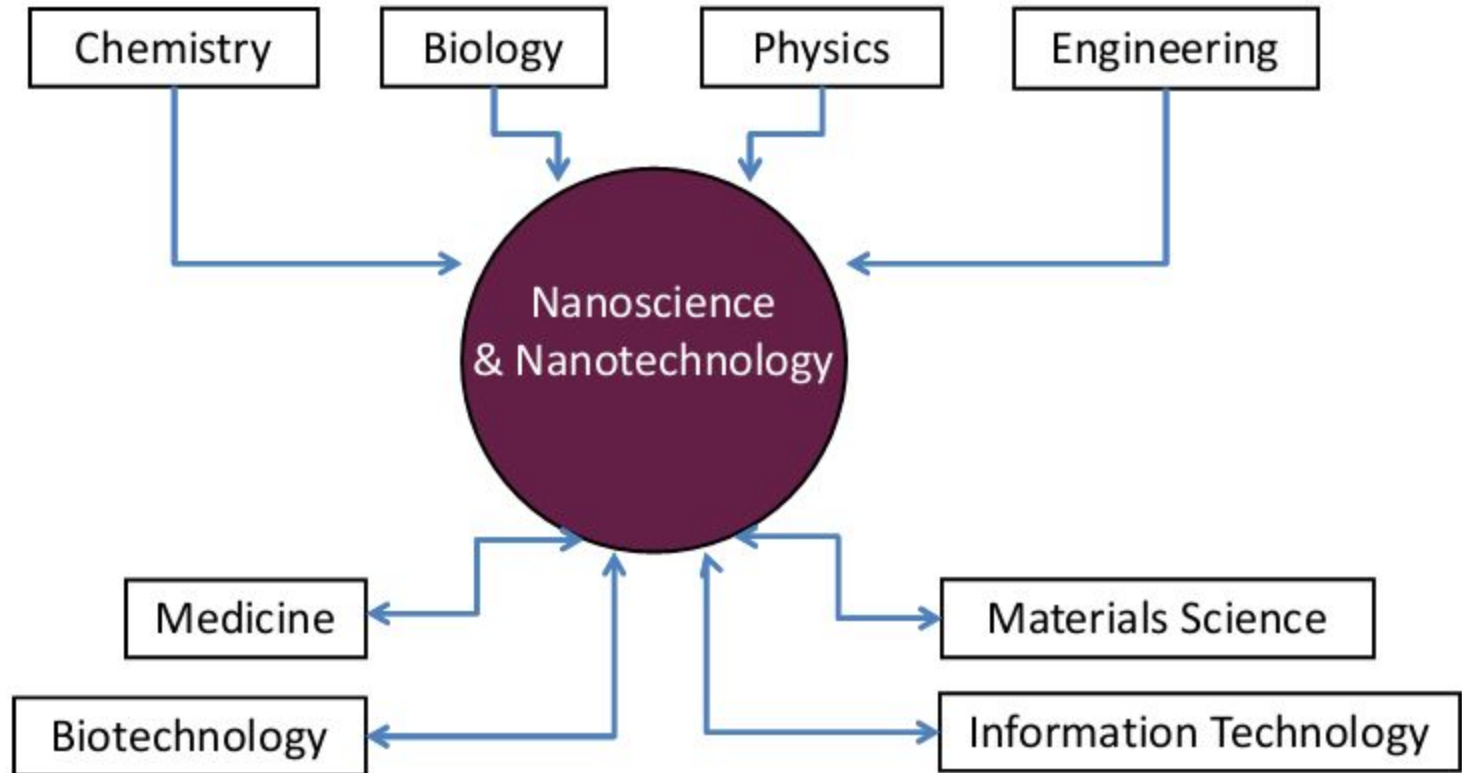 Chemistry
Biology
Physics
Engineering
Nanoscience
& Nanotechnology
Medicine
Materials Science
Biotechnology
Information Technology